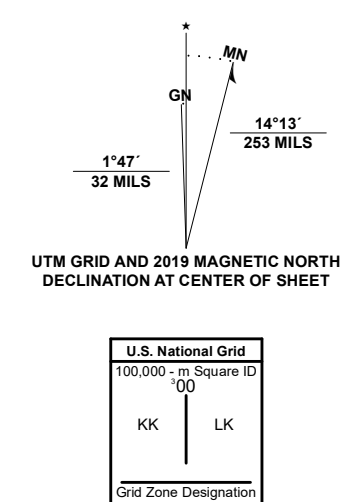 ★
MN
GN
14°13´
253 MILS
1°47´
32 MILS
UTM GRID AND 2019 MAGNETIC NORTH
DECLINATION AT CENTER OF SHEET
U.S. National Grid
100,000 - m Square ID
³00
KK LK
Grid Zone Designation